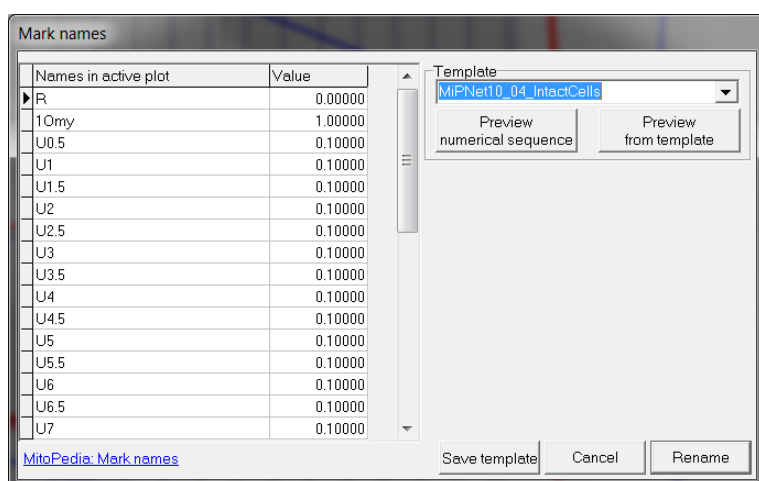 Mark names
Names in active plot Value
R 0.00000
1Omy 1.00000
U0.5 0.10000
U1 0.10000
U1.5 0.10000
U2 0.10000
U2.5 0.10000
U3 0.10000
U3.5 0.10000
U4 0.10000
U4.5 0.10000
U5 0.10000
U5.5 0.10000
U6 0.10000
U6.5 0.10000
U7 0.10000
MitoPedia: Mark names
Template
MiPNet10_04_IntactCells
Preview
numerical sequence
Preview
from template
Save template Cancel Rename